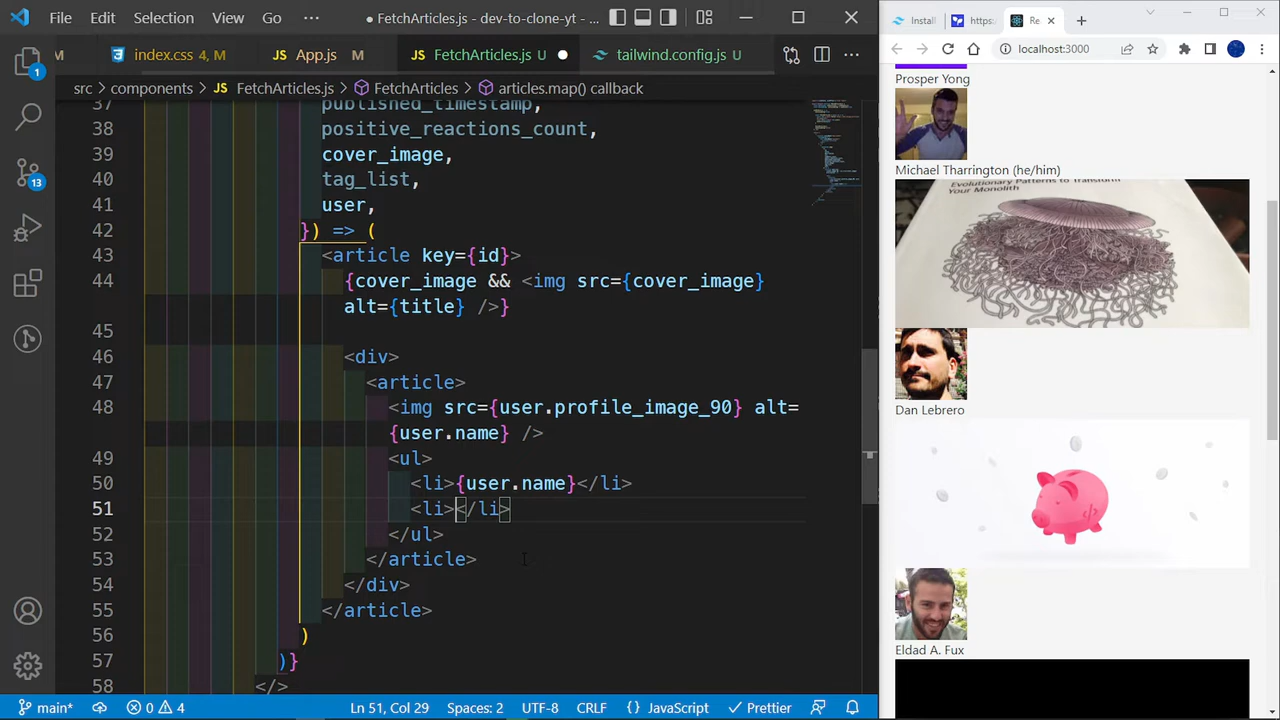 File Edit Selection View Go ··· ● FetchArticles.js - dev-to-clone-yt - ...
Install https: Re
localhost:3000
M index.css 4, M App.js FetchArticles.js ● tailwind.config.js U
src components FetchArticles.js FetchArticles map() callback
37 published_timestamp,
38 positive_reactions_count,
39 cover_image,
40 tag_list,
41 user,
42 }) => (
43 <article key={id}>
44 {cover_image && <img src={cover_image}
alt={title} />}
45
46 <div>
47 <article>
48 <img src={user.profile_image_90} alt=
{user.name} />
49 <ul>
50 <li>{user.name}</li>
51 <li></li>
52 </ul>
53 </article>
54 </div>
55 </article>
56 )
57 )}
58 </>
1
13
main* 0 4 Ln 51, Col 29 Spaces: 2 UTF-8 CRLF {} JavaScript Prettier
Prosper Yong
Michael Tharrington (he/him)
Evolutionary Patterns to Transform
Your Monolith
Dan Lebrero
Eldad A. Fux